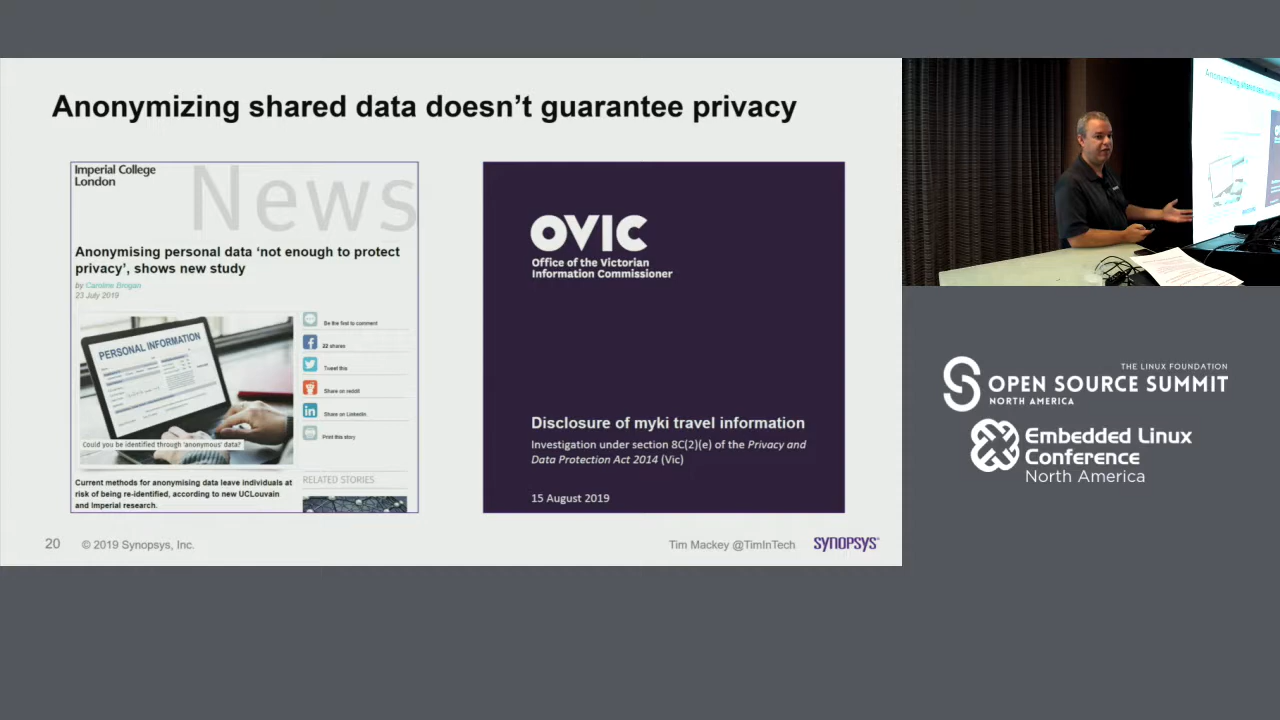 Anonymizing shared data doesn’t guarantee privacy
Imperial College
London
News
Anonymising personal data ‘not enough to protect
privacy’, shows new study
by Caroline Brogan
23 July 2019
PERSONAL INFORMATION
Could you be identified through 'anonymous' data?
Be the first to comment
22 shares
Tweet this
Share on reddit
Share on LinkedIn
Print this story
Current methods for anonymising data leave individuals at
risk of being re-identified, according to new UCLouvain
and Imperial research.
RELATED STORIES
OVIC
Office of the Victorian
Information Commissioner
Disclosure of myki travel information
Investigation under section 8C(2)(e) of the Privacy and
Data Protection Act 2014 (Vic)
15 August 2019
20 © 2019 Synopsys, Inc.
Tim Mackey @TimInTech SYNOPSYS
THE LINUX FOUNDATION
OPEN SOURCE SUMMIT
NORTH AMERICA
Embedded Linux
Conference
North America